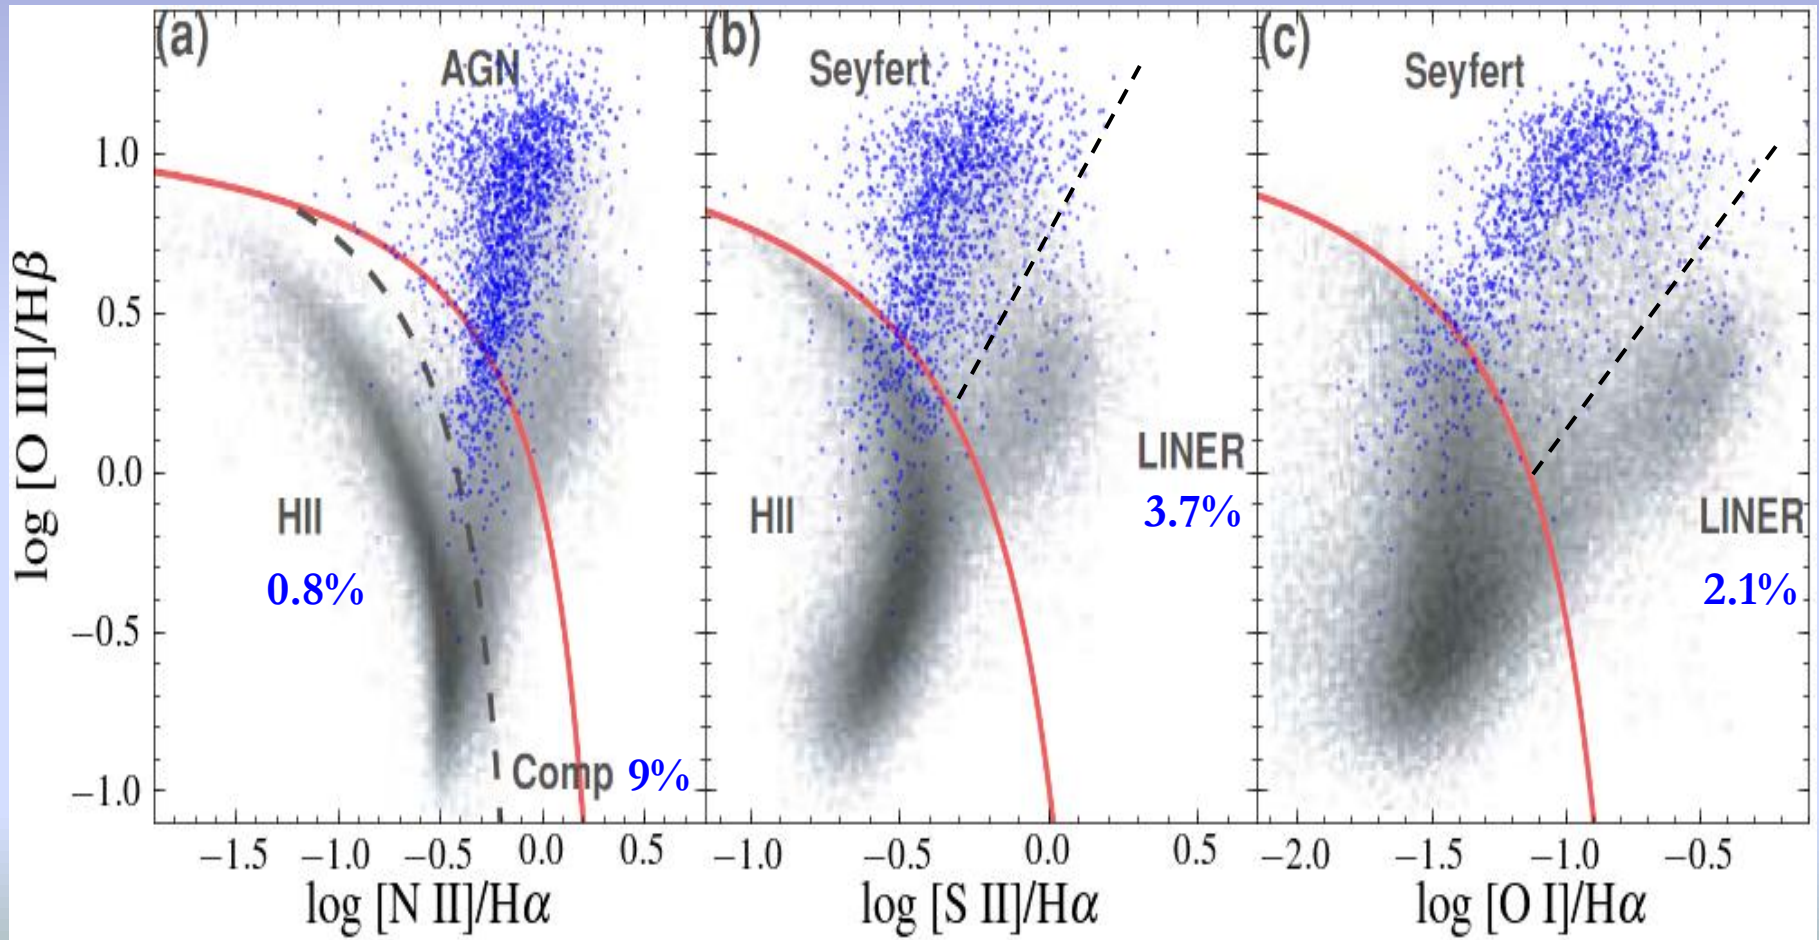 (a)
AGN
HII
0.8%
Comp 9%
(b)
Seyfert
HII
LINER
3.7%
(c)
Seyfert
LINER
2.1%
log [O III]/Hβ
1.0
0.5
0.0
−0.5
−1.0
−1.5 −1.0 −0.5 0.0 0.5
log [N II]/Hα
−1.0 −0.5 0.0 0.5
log [S II]/Hα
−2.0 −1.5 −1.0 −0.5
log [O I]/Hα